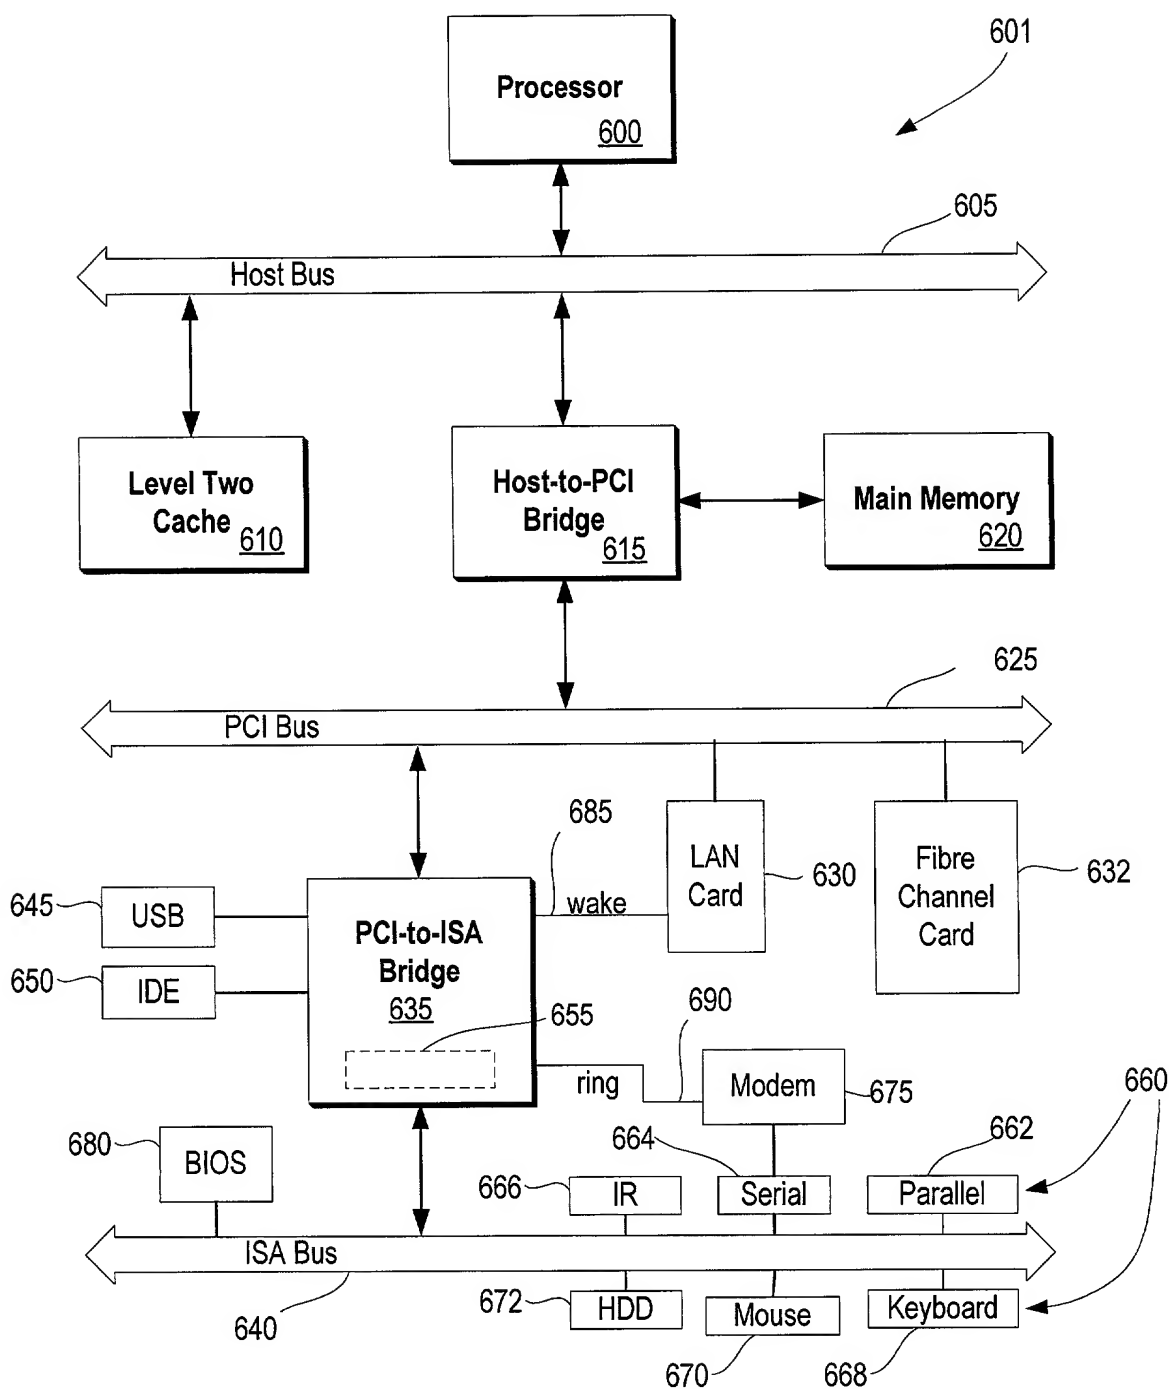 601
Processor
600
605
Host Bus
Level Two
Cache
610
Host-to-PCI
Bridge
615
Main Memory
620
625
PCI Bus
685
LAN
Card
630
Fibre
Channel
Card
632
645
USB
wake
PCI-to-ISA
Bridge
635
650
IDE
655
690
ring
Modem
675
660
680
BIOS
664
662
666
IR
Serial
Parallel
ISA Bus
672
HDD
Mouse
Keyboard
640
670
668